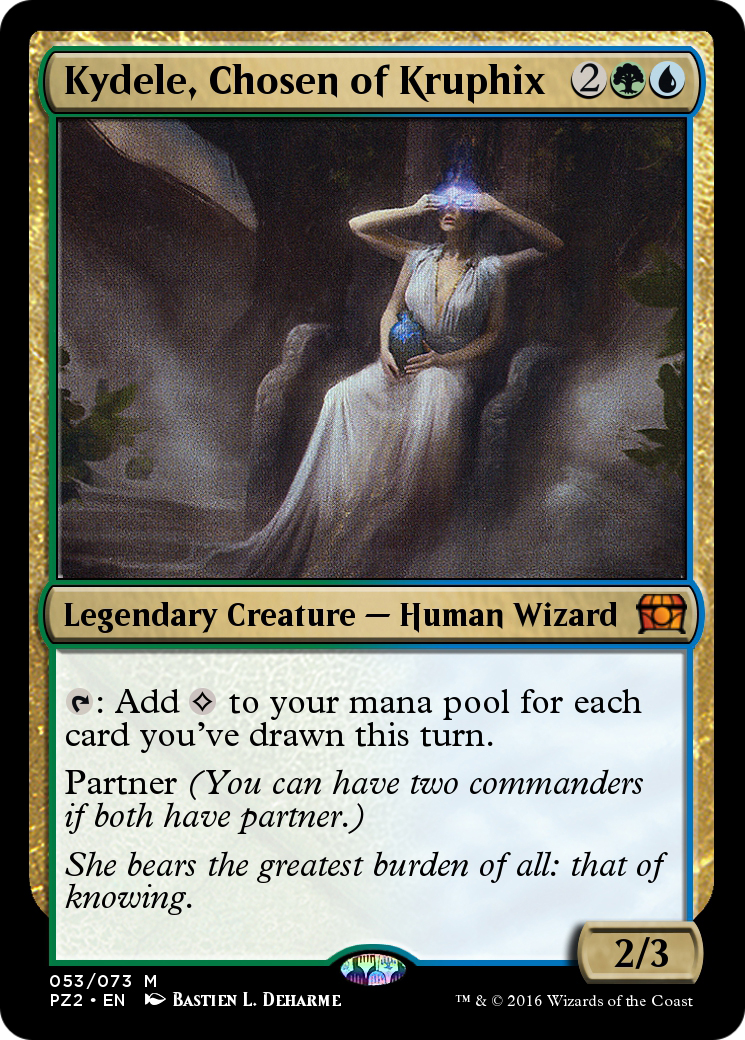 Kydele, Chosen of Kruphix 2
Legendary Creature — Human Wizard
: Add to your mana pool for each
card you've drawn this turn.
Partner (You can have two commanders
if both have partner.)
She bears the greatest burden of all: that of
knowing.
2/3
053/073 M
PZ2 • EN BASTIEN L. DEHARME
™ & © 2016 Wizards of the Coast